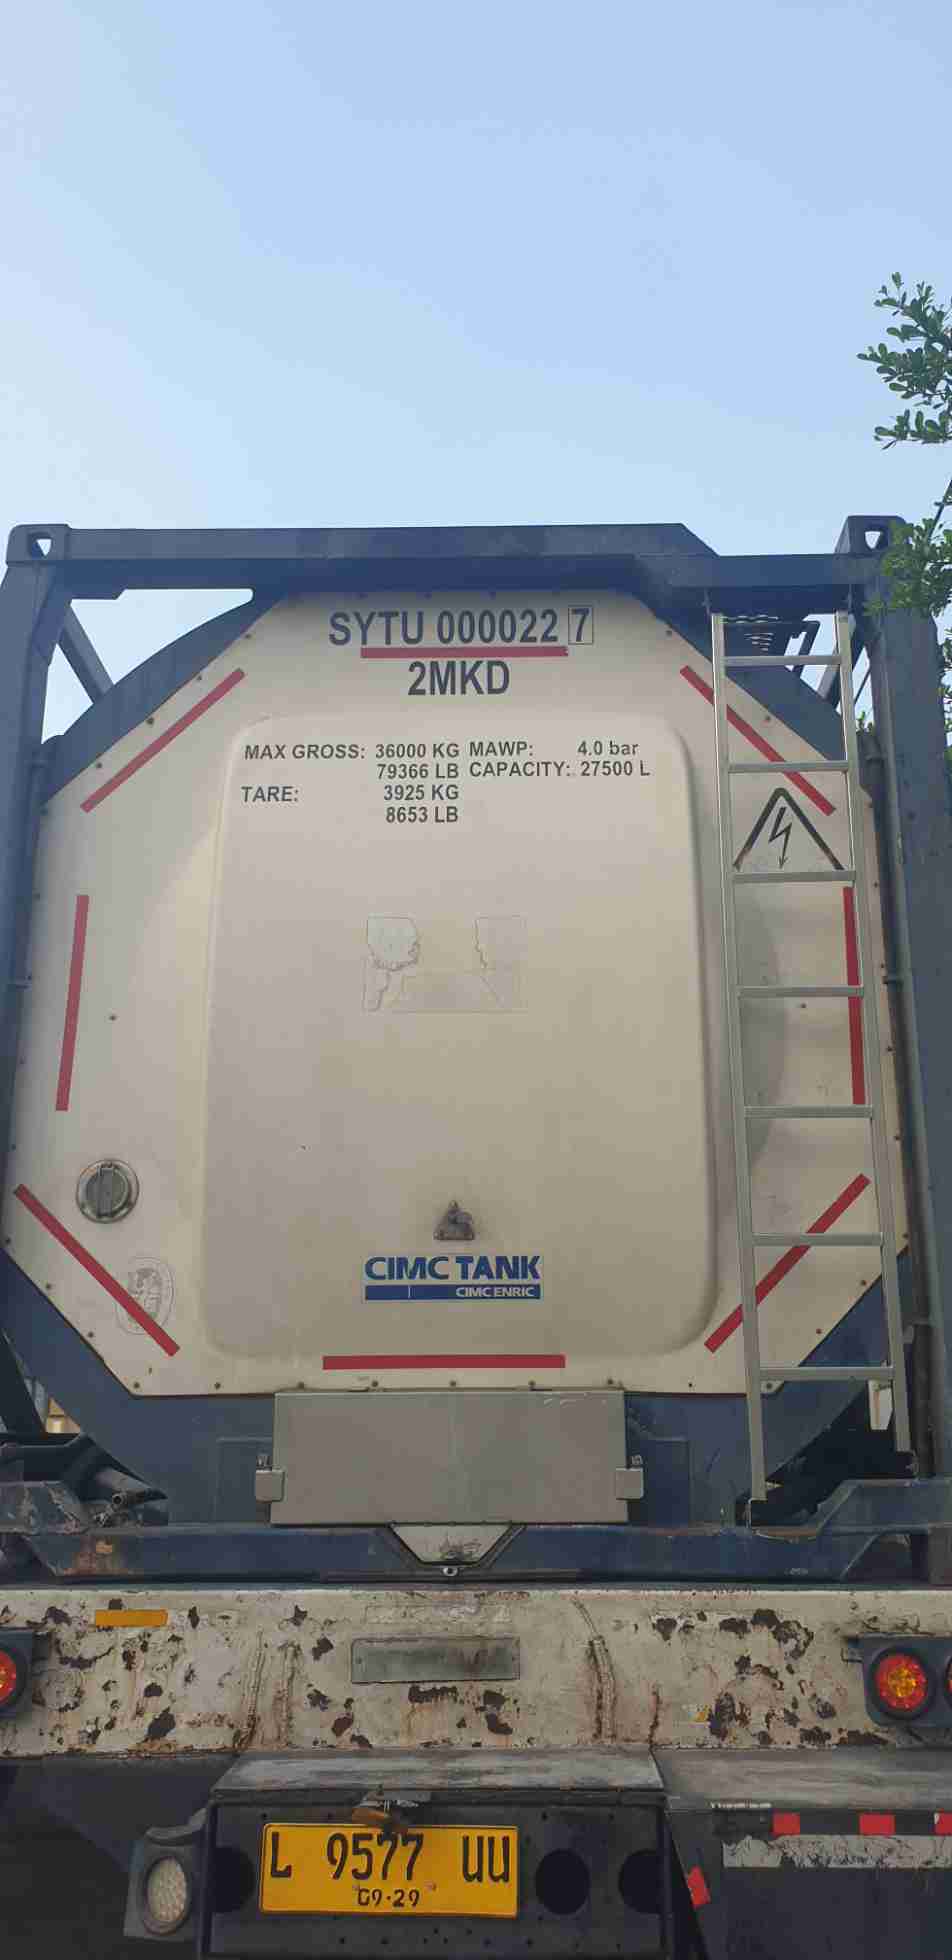 SYTU 000022 7
2MKD
MAX GROSS: 36000 KG MAWP: 4.0 bar
79366 LB CAPACITY: 27500 L
TARE: 3925 KG
8653 LB
CIMC TANK
CIMC ENRIC
L 9577 UU
09·29